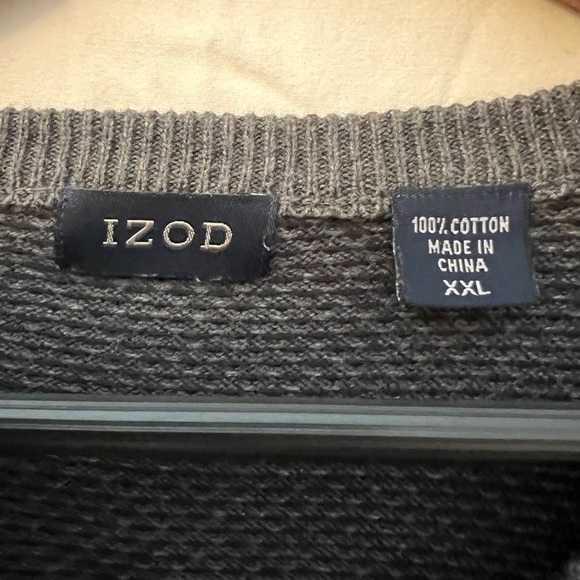 IZOD
100% COTTON
MADE IN
CHINA
XXL